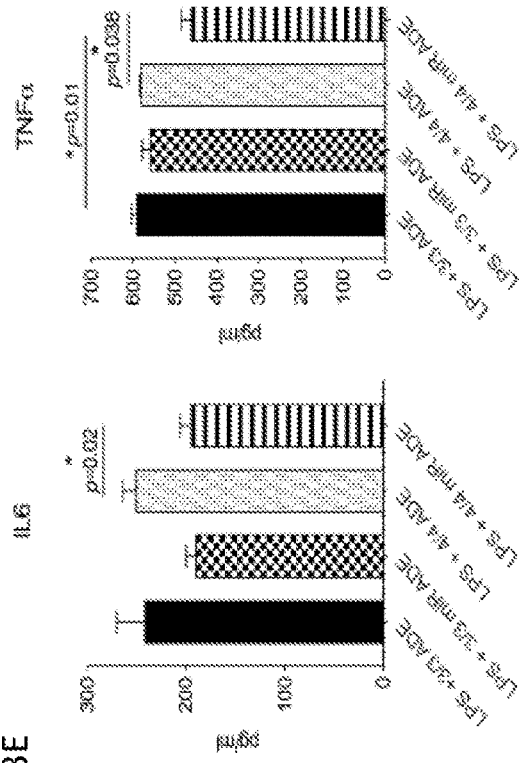 3E
IL6
*
p=0.02
300
200
100
0
pg/ml
LPS +3/3 ADE
LPS + 3/3 miR ADE
LPS + 4/4 ADE
LPS + 4/4 miR ADE
TNFα
* p=0.01
*
p=0.038
700
600
500
400
300
200
100
0
pg/ml
LPS +3/3 ADE
LPS + 3/3 miR ADE
LPS + 4/4 ADE
LPS + 4/4 miR ADE